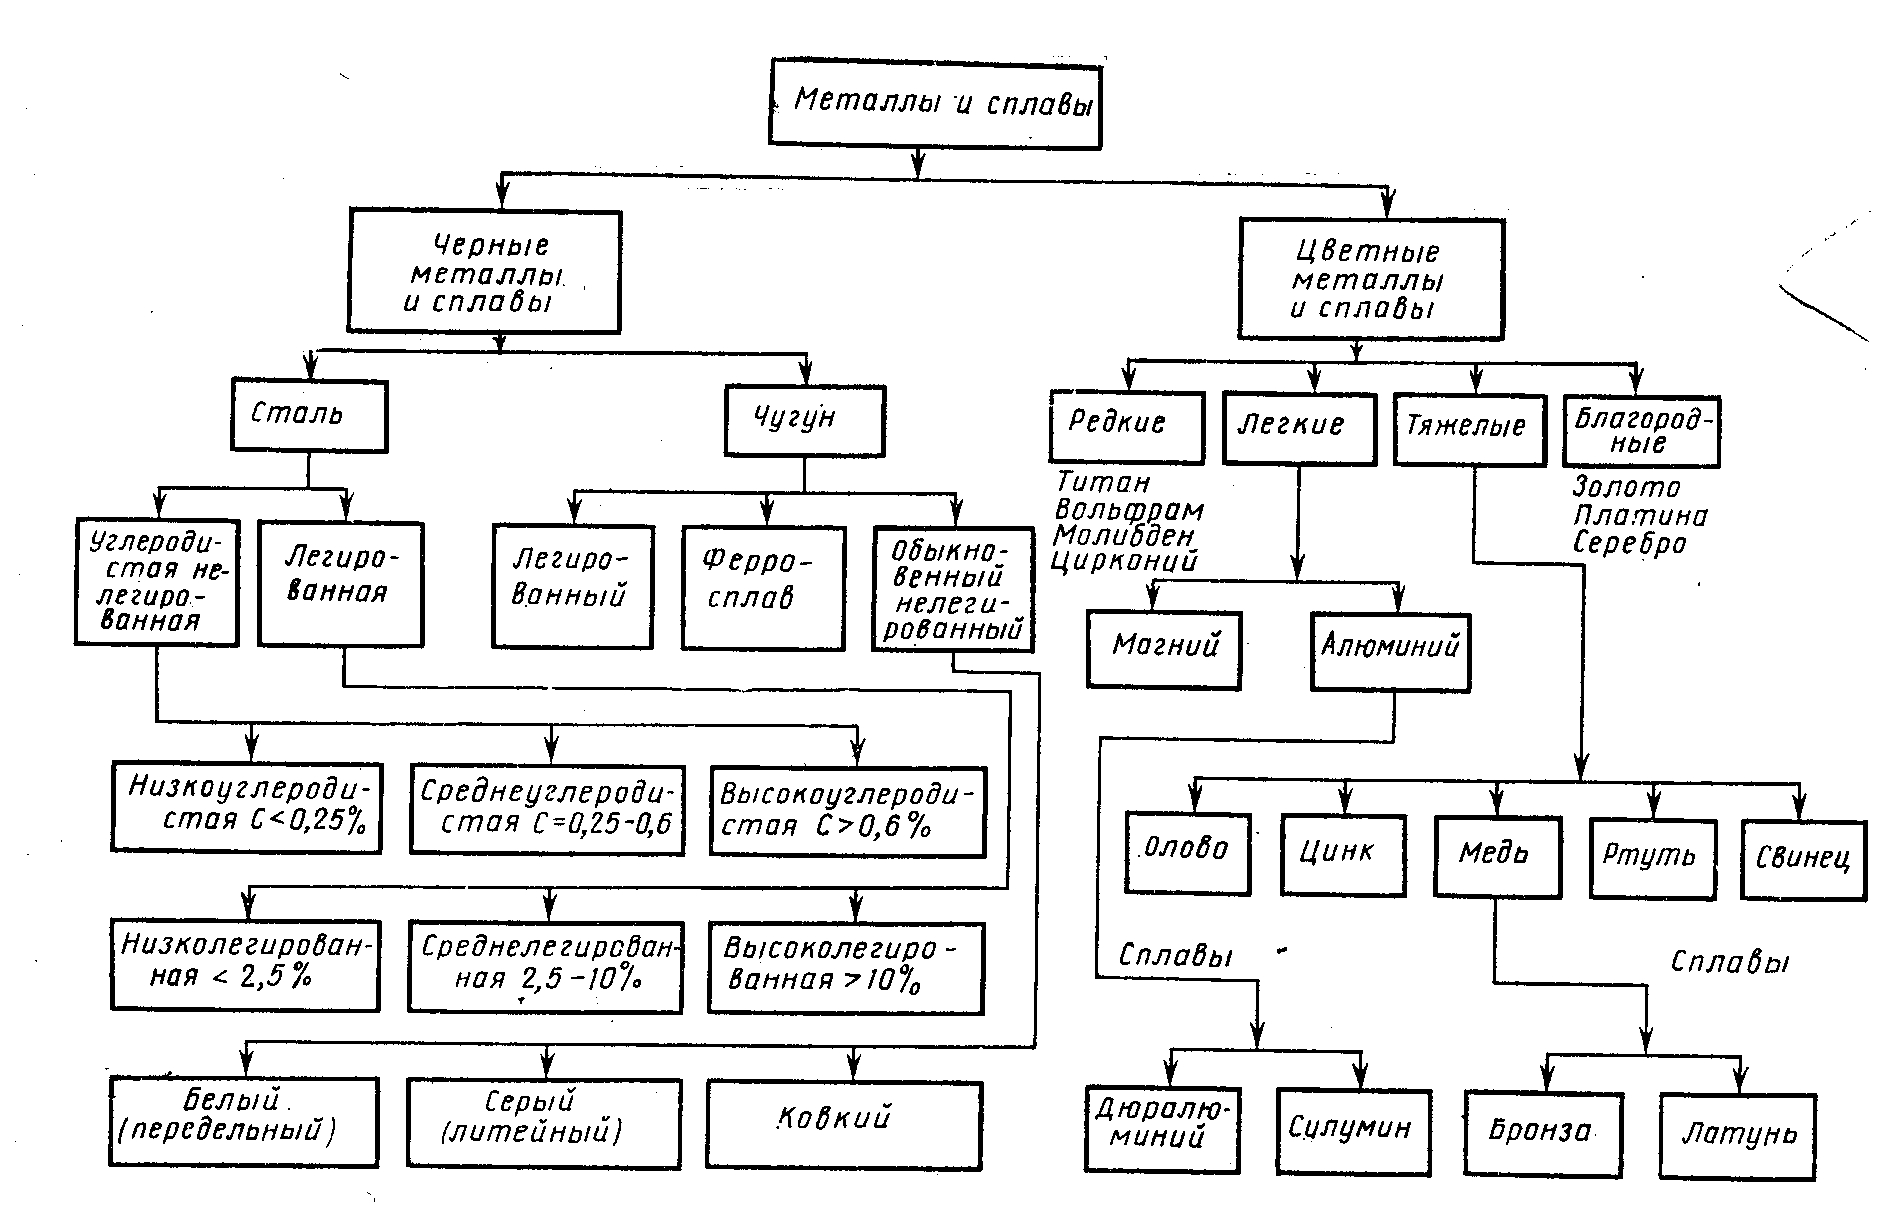 Металлы и сплавы
Черные
металлы
и сплавы
Цветные
металлы
и сплавы
Сталь
Чугун
Редкие
Легкие
Тяжелые
Благород-
ные
Титан
Вольфрам
Молибден
Цирконий
Золото
Платина
Серебро
Углероди-
стая не-
легиро-
ванная
Легиро-
ванная
Легиро-
ванный
Ферро-
сплав
Обыкно-
венный
нелеги-
рованный
Магний
Алюминий
Низкоуглероди-
стая С<0,25%
Среднеуглероди-
стая С=0,25-0,6
Высокоуглероди-
стая С>0,6%
Олово
Цинк
Медь
Ртуть
Свинец
Низколегирован-
ная < 2,5%
Среднелегирован-
ная 2,5-10%
Высоколегиро-
ванная >10%
Сплавы
Сплавы
Белый
(передельный)
Серый
(литейный)
Ковкий
Дюралю-
миний
Силумин
Бронза
Латунь